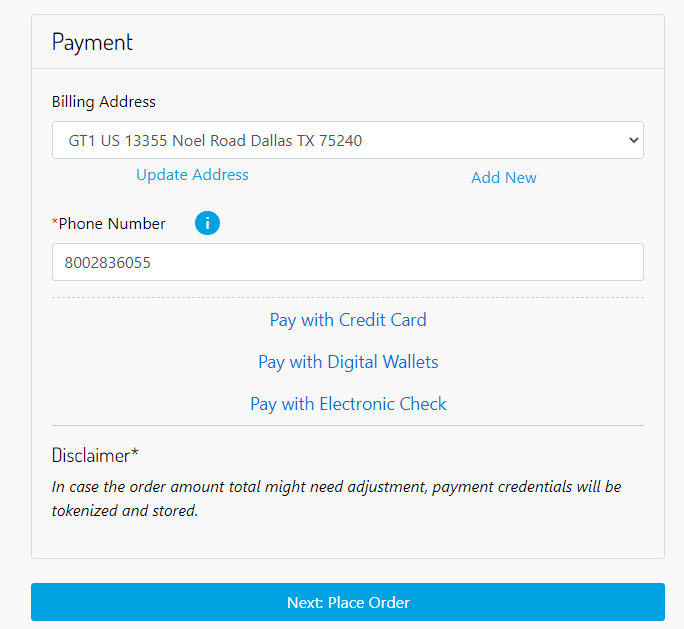 Payment
Billing Address
GT1 US 13355 Noel Road Dallas TX 75240
Update Address
Add New
*Phone Number i
8002836055
Pay with Credit Card
Pay with Digital Wallets
Pay with Electronic Check
Disclaimer*
In case the order amount total might need adjustment, payment credentials will be
tokenized and stored.
Next: Place Order